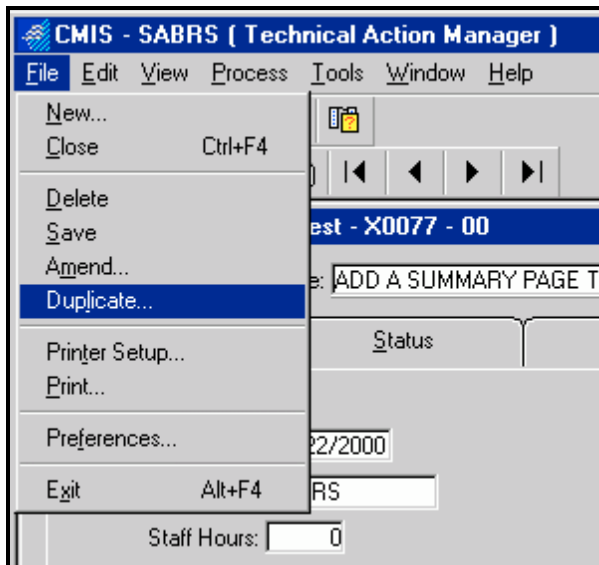 CMIS - SABRS ( Technical Action Manager )
File Edit View Process Tools Window Help
New...
Close Ctrl+F4
Delete
Save
Amend...
Duplicate...
Printer Setup...
Print...
Preferences...
Exit Alt+F4
est - X0077 - 00
e: ADD A SUMMARY PAGE T
Status
22/2000
RS
Staff Hours: 0